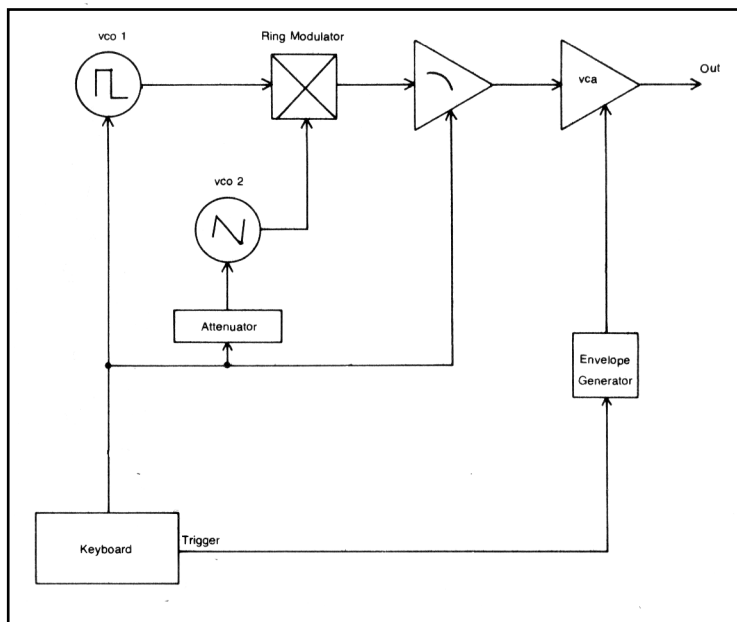 vco 1
Ring Modulator
vca
Out
vco 2
Attenuator
Envelope
Generator
Keyboard
Trigger